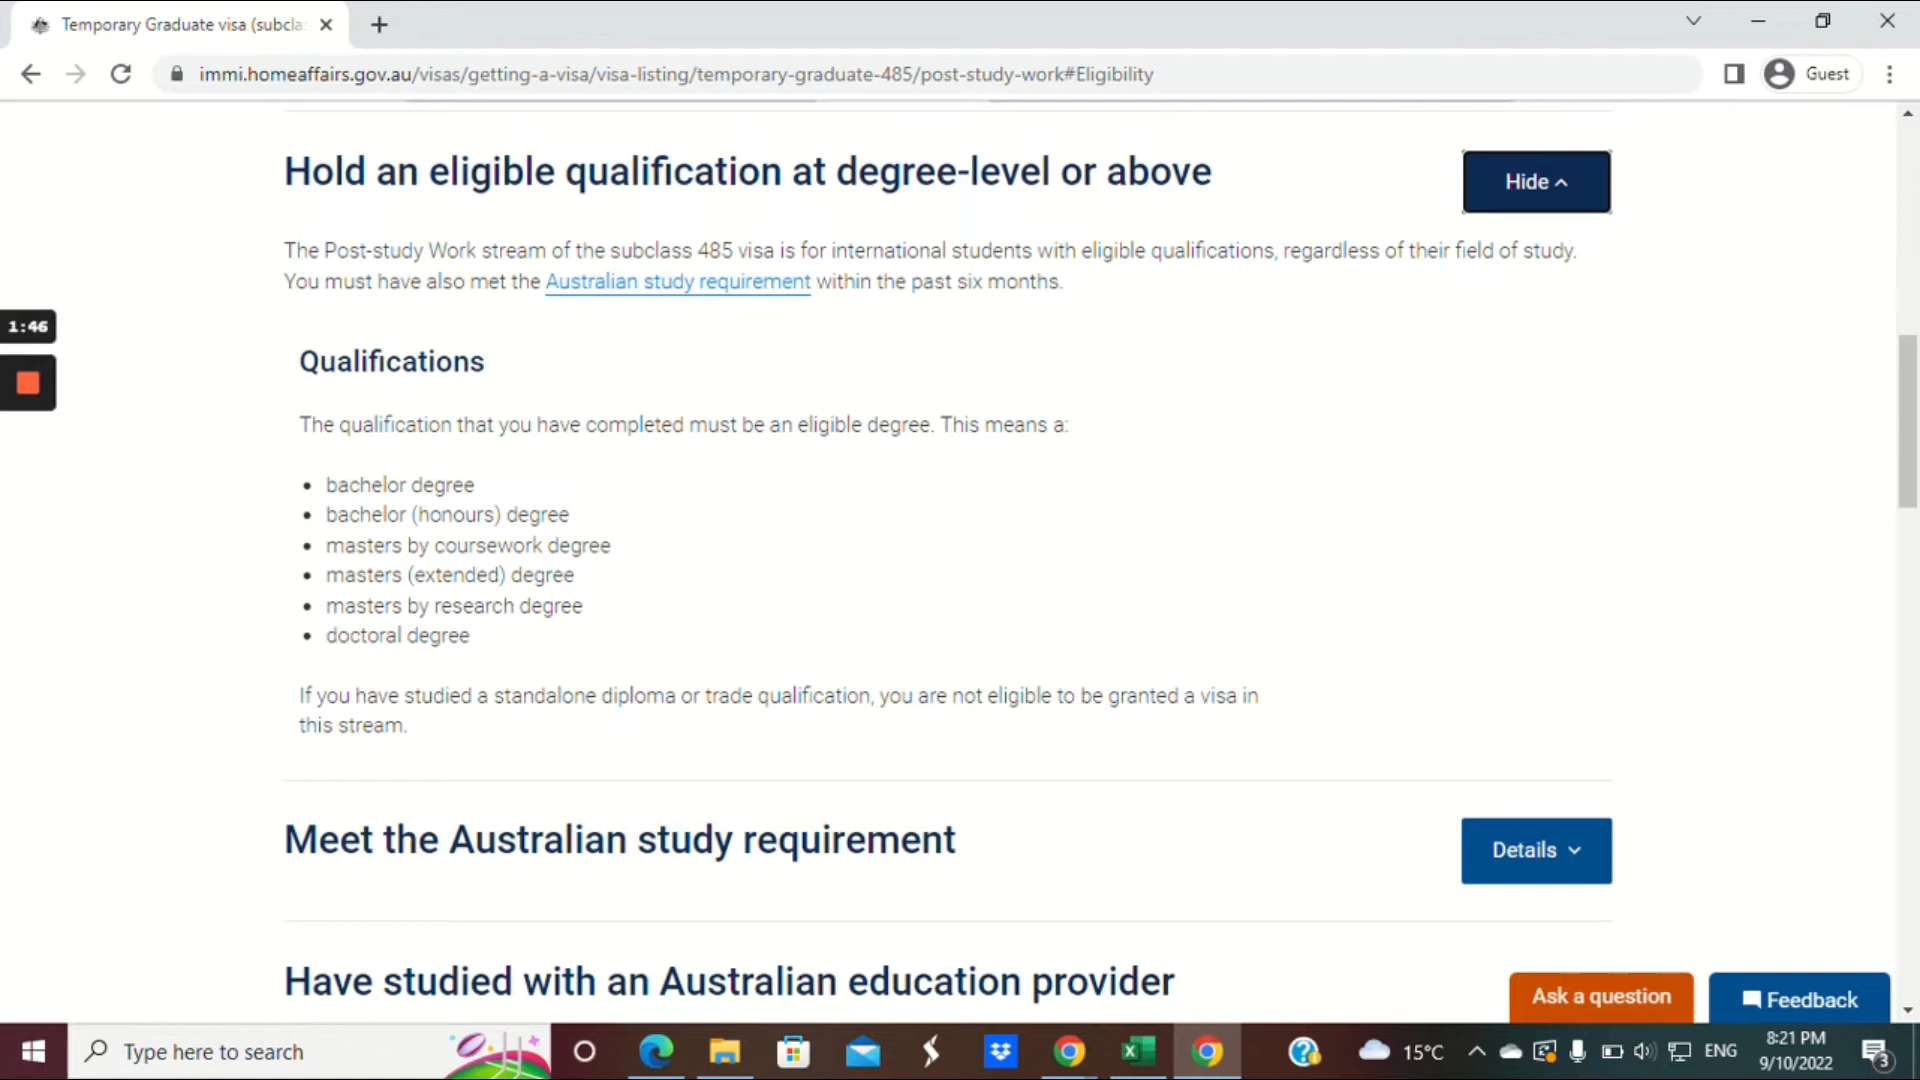 Temporary Graduate visa (subcla
immi.homeaffairs.gov.au/visas/getting-a-visa/visa-listing/temporary-graduate-485/post-study-work#Eligibility
Guest
Hold an eligible qualification at degree-level or above
Hide
The Post-study Work stream of the subclass 485 visa is for international students with eligible qualifications, regardless of their field of study.
You must have also met the Australian study requirement within the past six months.
1:46
Qualifications
The qualification that you have completed must be an eligible degree. This means a:
• bachelor degree
• bachelor (honours) degree
• masters by coursework degree
• masters (extended) degree
• masters by research degree
• doctoral degree
If you have studied a standalone diploma or trade qualification, you are not eligible to be granted a visa in
this stream.
Meet the Australian study requirement
Details
Have studied with an Australian education provider
Ask a question
Feedback
Type here to search
15°C
ENG
8:21 PM
9/10/2022
3